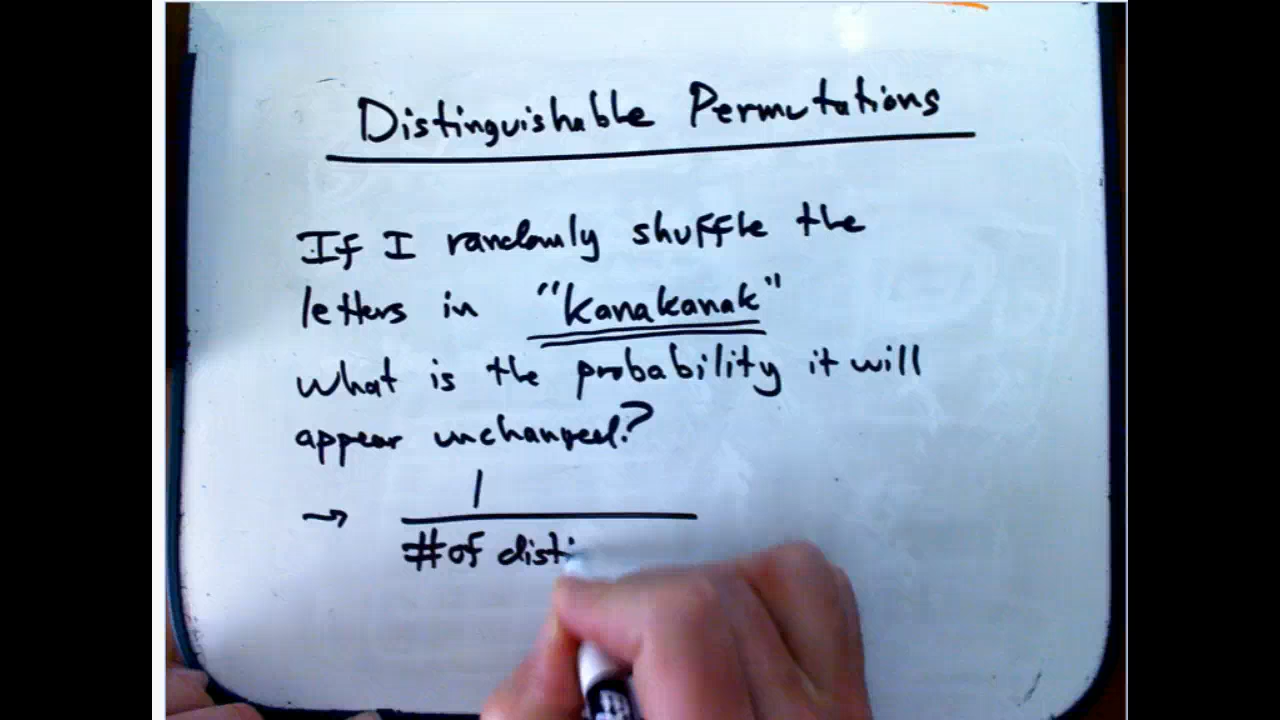 Distinguishable Permutations
If I randomly shuffle the
letters in "kanakanak"
what is the probability it will
appear unchanged?
→ 1
#of disti